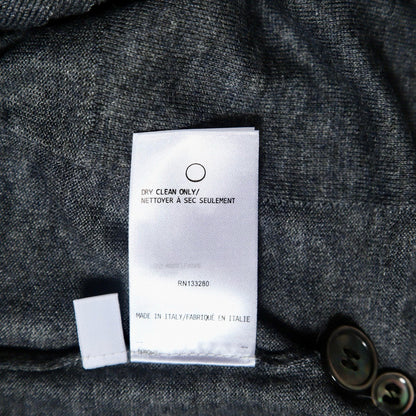 DRY CLEAN ONLY/
NETTOYER À SEC SEULEMENT
RN133280
MADE IN ITALY/FABRIQUÉ EN ITALIE